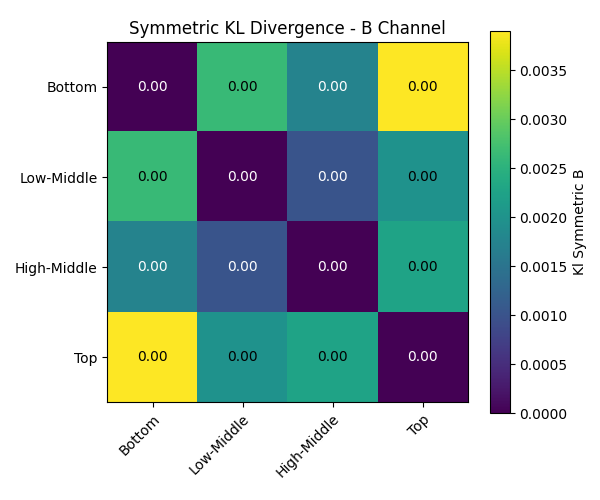 Symmetric KL Divergence - B Channel
Bottom 0.00 0.00 0.00 0.00
Low-Middle 0.00 0.00 0.00 0.00
High-Middle 0.00 0.00 0.00 0.00
Top 0.00 0.00 0.00 0.00
Bottom Low-Middle High-Middle Top
0.0035
0.0030
0.0025
0.0020
0.0015
0.0010
0.0005
0.0000
Kl Symmetric B